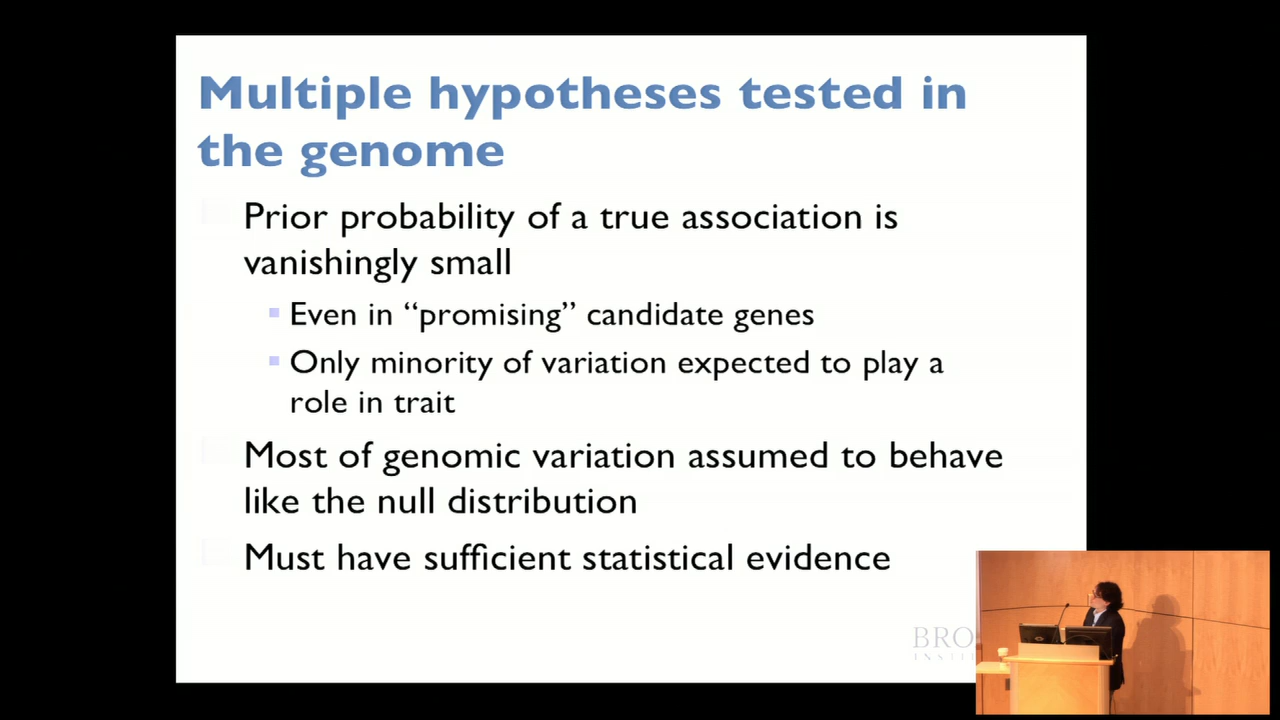 Multiple hypotheses tested in
the genome
Prior probability of a true association is
vanishingly small
Even in “promising” candidate genes
Only minority of variation expected to play a
role in trait
Most of genomic variation assumed to behave
like the null distribution
Must have sufficient statistical evidence
BRO
INSTI